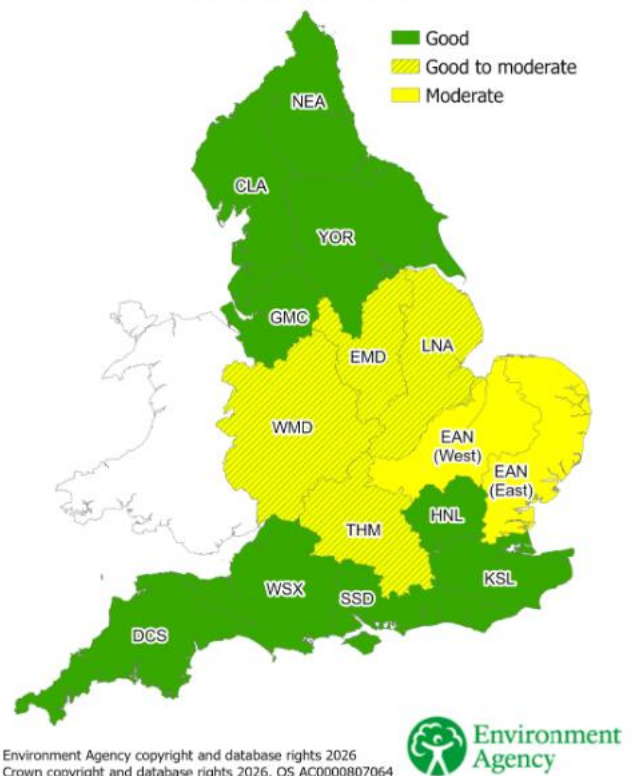 Good
Good to moderate
Moderate
NEA
CLA
YOR
GMC
EMD
LNA
WMD
EAN
(West)
EAN
(East)
HNL
THM
KSL
WSX
SSD
DCS
Environment Agency copyright and database rights 2026
Crown copyright and database rights 2026. OS AC0000807064
Environment
Agency